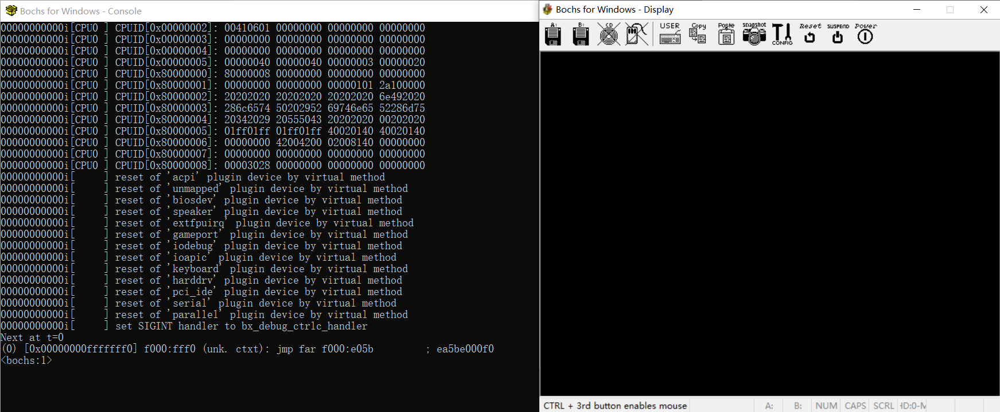 Bochs for Windows - Console
00000000000i[CPU0 ] CPUID[0x00000002]: 00410601 00000000 00000000 00000000
00000000000i[CPU0 ] CPUID[0x00000003]: 00000000 00000000 00000000 00000000
00000000000i[CPU0 ] CPUID[0x00000004]: 00000000 00000000 00000000 00000000
00000000000i[CPU0 ] CPUID[0x00000005]: 00000040 00000040 00000003 00000020
00000000000i[CPU0 ] CPUID[0x80000000]: 80000008 00000000 00000000 00000000
00000000000i[CPU0 ] CPUID[0x80000001]: 00000000 00000000 00000101 2a100000
00000000000i[CPU0 ] CPUID[0x80000002]: 20202020 20202020 20202020 6e492020
00000000000i[CPU0 ] CPUID[0x80000003]: 286c6574 50202952 69746e65 52286d75
00000000000i[CPU0 ] CPUID[0x80000004]: 20342029 20555043 20202020 00202020
00000000000i[CPU0 ] CPUID[0x80000005]: 01ff01ff 01ff01ff 40020140 40020140
00000000000i[CPU0 ] CPUID[0x80000006]: 00000000 42004200 02008140 00000000
00000000000i[CPU0 ] CPUID[0x80000007]: 00000000 00000000 00000000 00000000
00000000000i[CPU0 ] CPUID[0x80000008]: 00003028 00000000 00000000 00000000
00000000000i[     ] reset of 'acpi' plugin device by virtual method
00000000000i[     ] reset of 'unmapped' plugin device by virtual method
00000000000i[     ] reset of 'biosdev' plugin device by virtual method
00000000000i[     ] reset of 'speaker' plugin device by virtual method
00000000000i[     ] reset of 'extfpuirq' plugin device by virtual method
00000000000i[     ] reset of 'gameport' plugin device by virtual method
00000000000i[     ] reset of 'iodebug' plugin device by virtual method
00000000000i[     ] reset of 'ioapic' plugin device by virtual method
00000000000i[     ] reset of 'keyboard' plugin device by virtual method
00000000000i[     ] reset of 'harddrv' plugin device by virtual method
00000000000i[     ] reset of 'pci_ide' plugin device by virtual method
00000000000i[     ] reset of 'serial' plugin device by virtual method
00000000000i[     ] reset of 'parallel' plugin device by virtual method
00000000000i[     ] set SIGINT handler to bx_debug_ctrlc_handler
Next at t=0
(0) [0x00000000fffffff0] f000:fff0 (unk. ctxt): jmp far f000:e05b         ; ea5be000f0
<bochs:1>
Bochs for Windows - Display
A: B: CD USER Copy Paste snapshot CONFIG Reset SUSPEND Power
CTRL + 3rd button enables mouse A: B: NUM CAPS SCRL HD:0-M